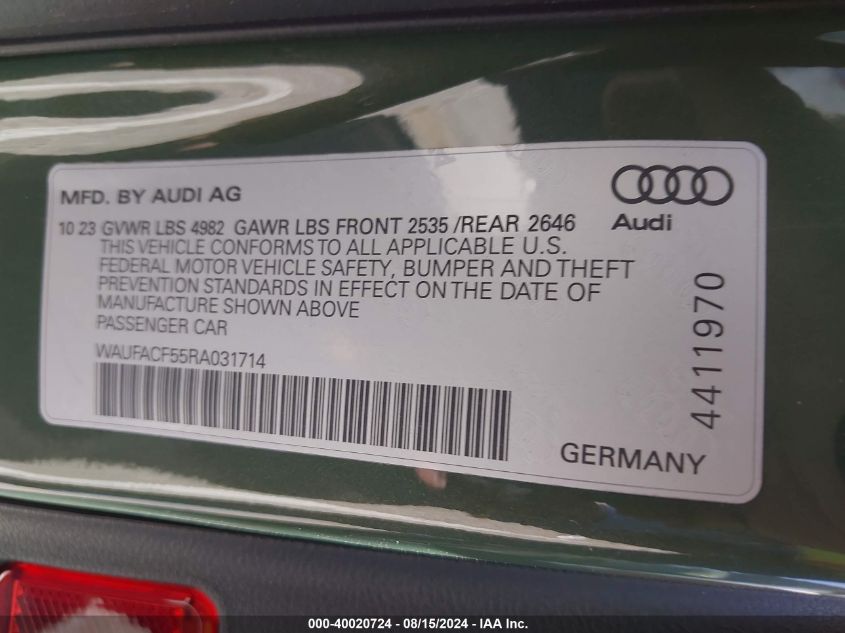 MFD. BY AUDI AG
Audi
10 23 GVWR LBS 4982 GAWR LBS FRONT 2535 /REAR 2646
THIS VEHICLE CONFORMS TO ALL APPLICABLE U.S.
FEDERAL MOTOR VEHICLE SAFETY, BUMPER AND THEFT
PREVENTION STANDARDS IN EFFECT ON THE DATE OF
MANUFACTURE SHOWN ABOVE
PASSENGER CAR
WAUFACF55RA031714
4411970
GERMANY
000-40020724 - 08/15/2024 - IAA Inc.